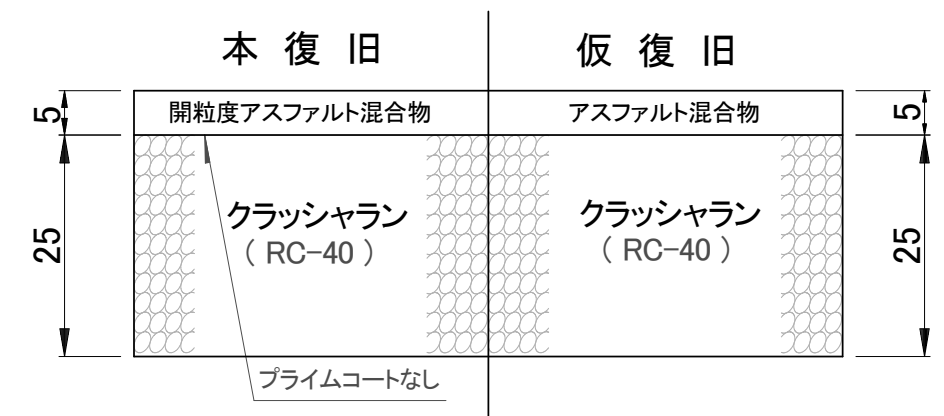 本復旧
仮復旧
5
開粒度アスファルト混合物
アスファルト混合物
5
25
クラッシャラン
(RC-40)
クラッシャラン
(RC-40)
25
プライムコートなし